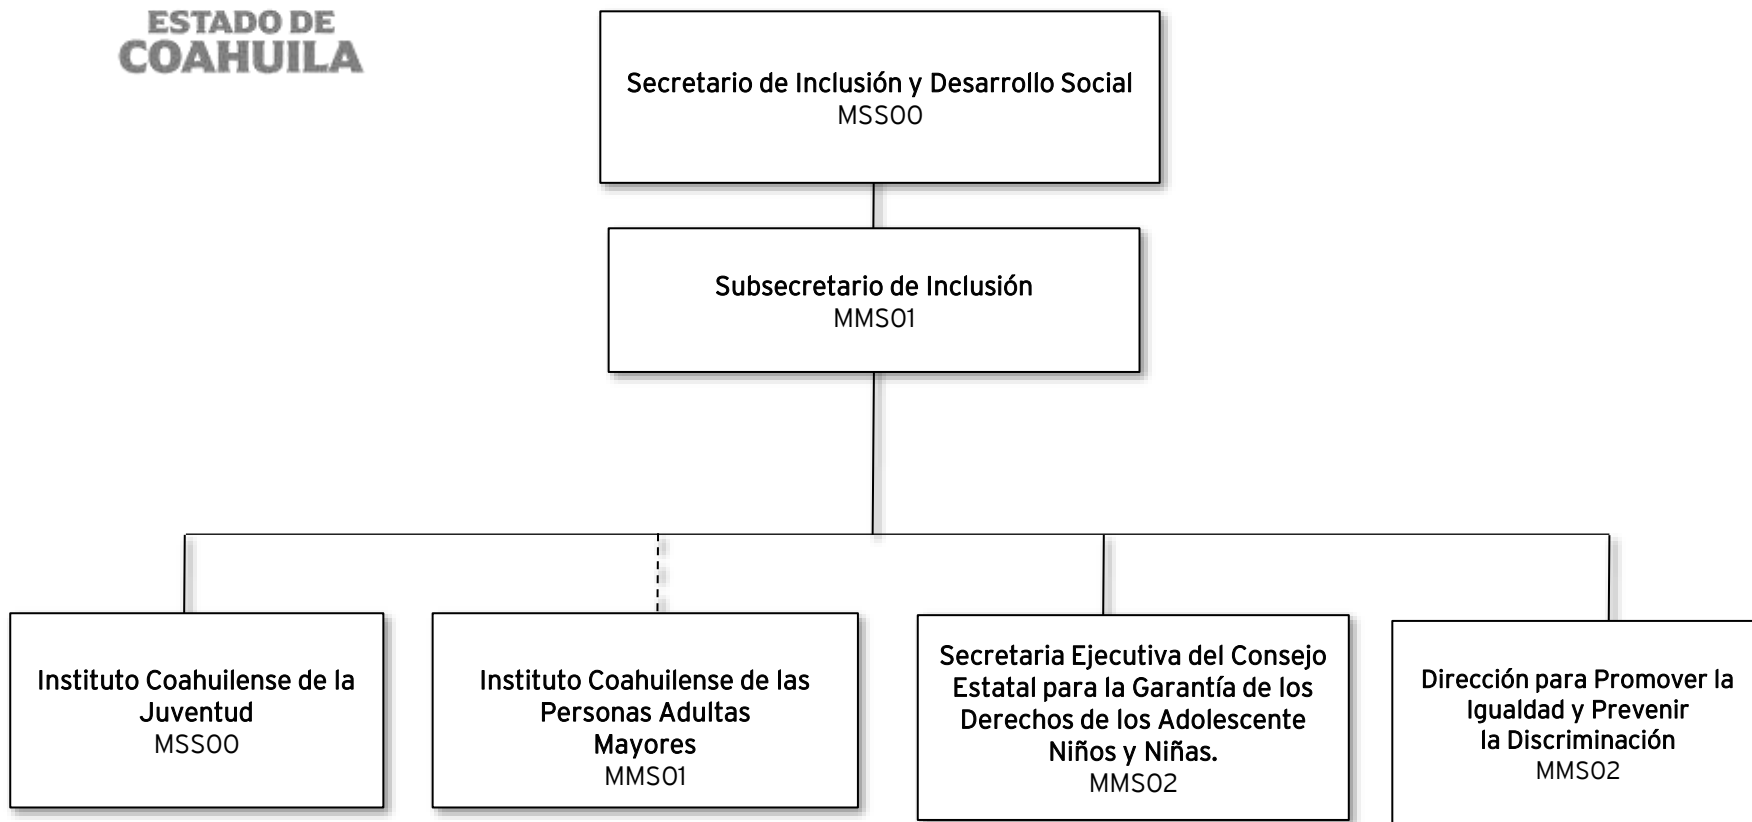 ESTADO DE
COAHUILA
Secretario de Inclusión y Desarrollo Social
MSS00
Subsecretario de Inclusión
MMS01
Instituto Coahuilense de la
Juventud
MSS00
Instituto Coahuilense de las
Personas Adultas
Mayores
MMS01
Secretaria Ejecutiva del Consejo
Estatal para la Garantía de los
Derechos de los Adolescente
Niños y Niñas.
MMS02
Dirección para Promover la
Igualdad y Prevenir
la Discriminación
MMS02